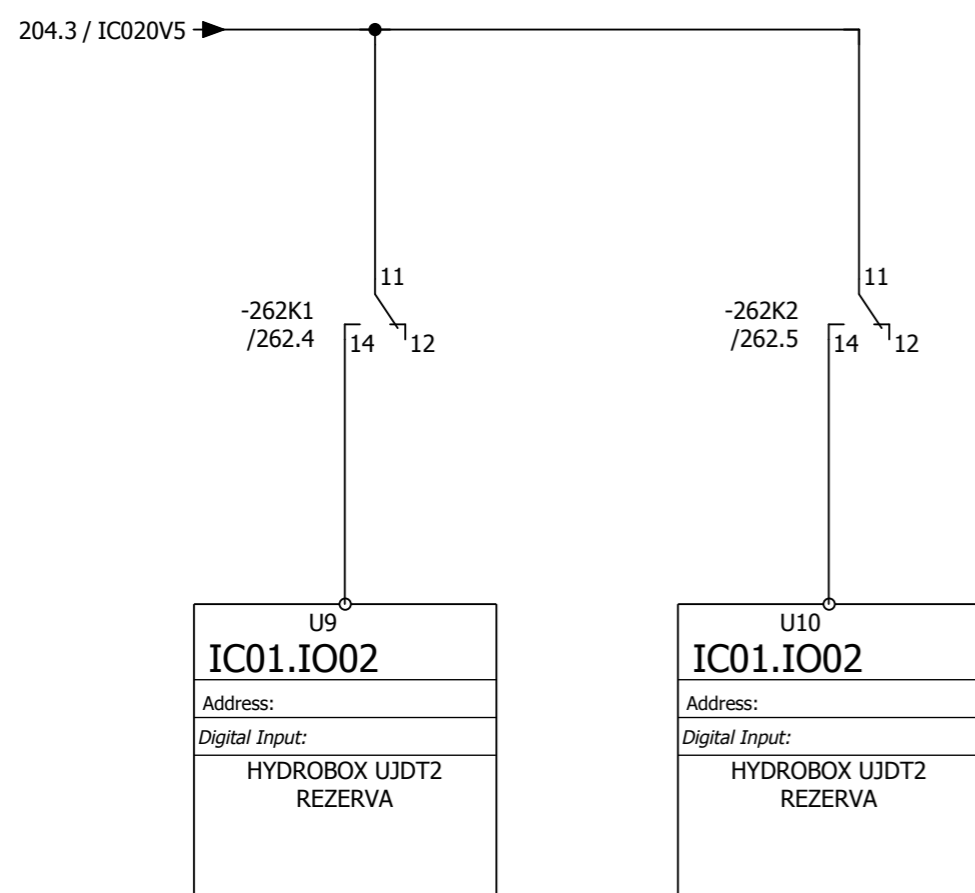 204.3 / IC020V5
11
-262K1
/262.4
14
12
11
-262K2
/262.5
14
12
U9
IC01.IO02
Address:
Digital Input:
HYDROBOX UJDT2
REZERVA
U10
IC01.IO02
Address:
Digital Input:
HYDROBOX UJDT2
REZERVA